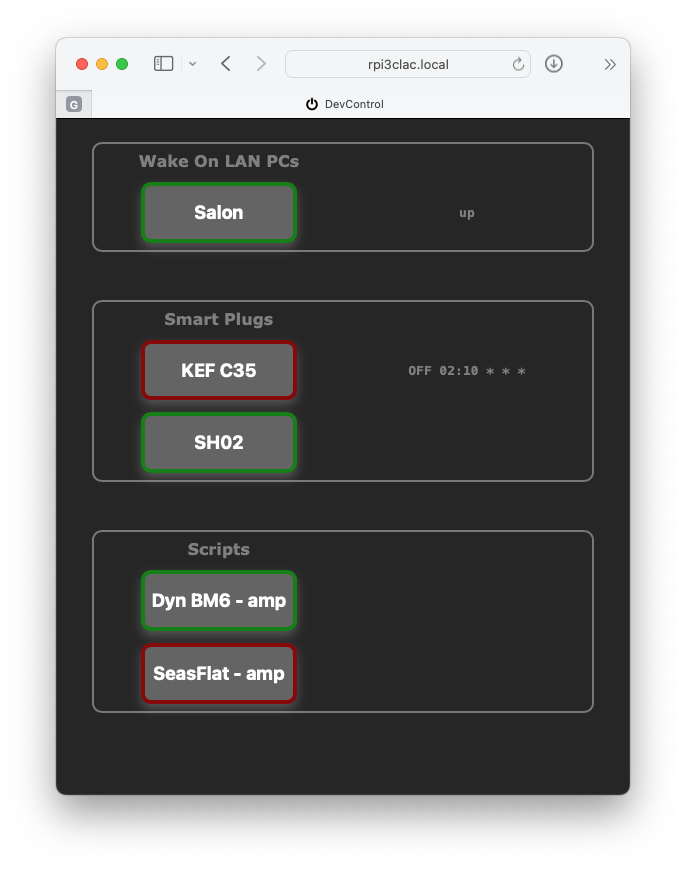 rpi3clac.local
G
DevControl
Wake On LAN PCs
Salon
up
Smart Plugs
KEF C35
OFF 02:10 * * *
SH02
Scripts
Dyn BM6 - amp
SeasFlat - amp